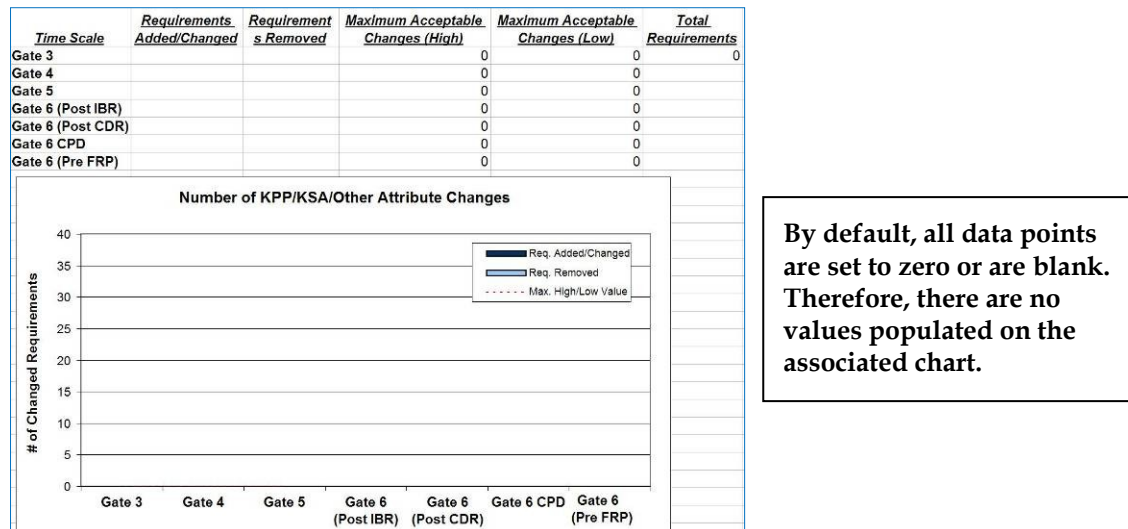 Requirements Requirement Maximum Acceptable Maximum Acceptable Total
Time Scale Added/Changed s Removed Changes (High) Changes (Low) Requirements
Gate 3 0 0 0
Gate 4 0 0
Gate 5 0 0
Gate 6 (Post IBR) 0 0
Gate 6 (Post CDR) 0 0
Gate 6 CPD 0 0
Gate 6 (Pre FRP) 0 0
Number of KPP/KSA/Other Attribute Changes
# of Changed Requirements
40
35
30
25
20
15
10
5
0
Req. Added/Changed
Req. Removed
Max. High/Low Value
Gate 3 Gate 4 Gate 5 Gate 6 Gate 6 Gate 6 CPD Gate 6
(Post IBR) (Post CDR) (Pre FRP)
By default, all data points
are set to zero or are blank.
Therefore, there are no
values populated on the
associated chart.